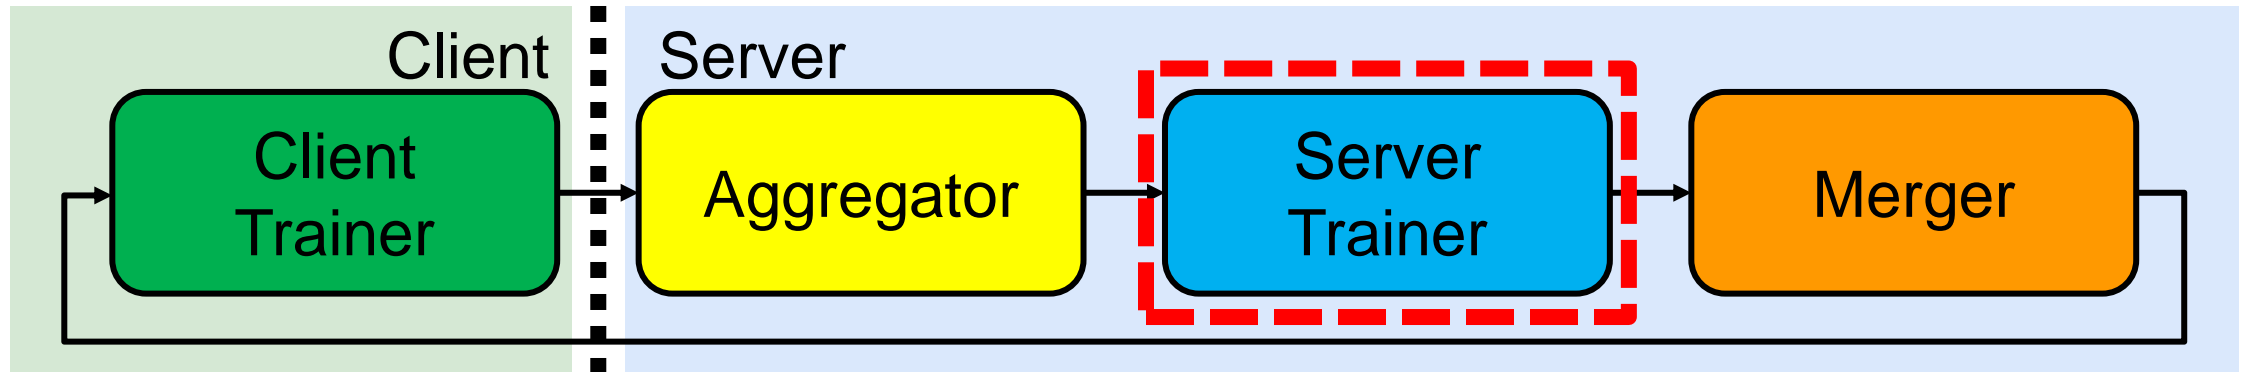 Client
Server
Client
Trainer
Aggregator
Server
Trainer
Merger